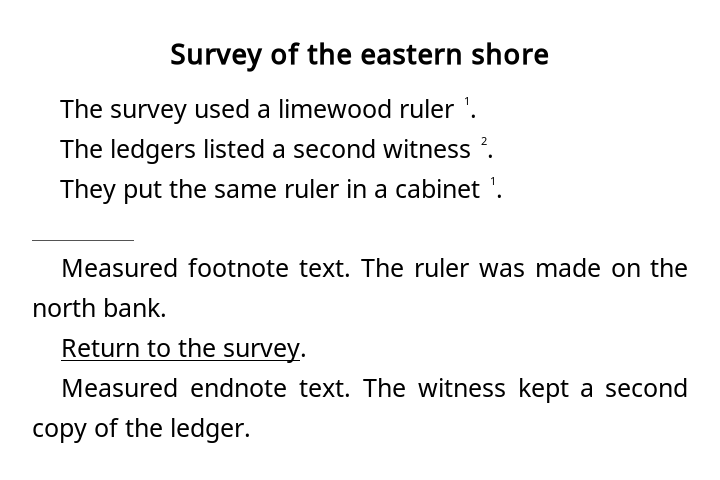 Survey of the eastern shore
The survey used a limewood ruler ¹.
The ledgers listed a second witness ².
They put the same ruler in a cabinet ¹.
Measured footnote text. The ruler was made on the
north bank.
Return to the survey.
Measured endnote text. The witness kept a second
copy of the ledger.